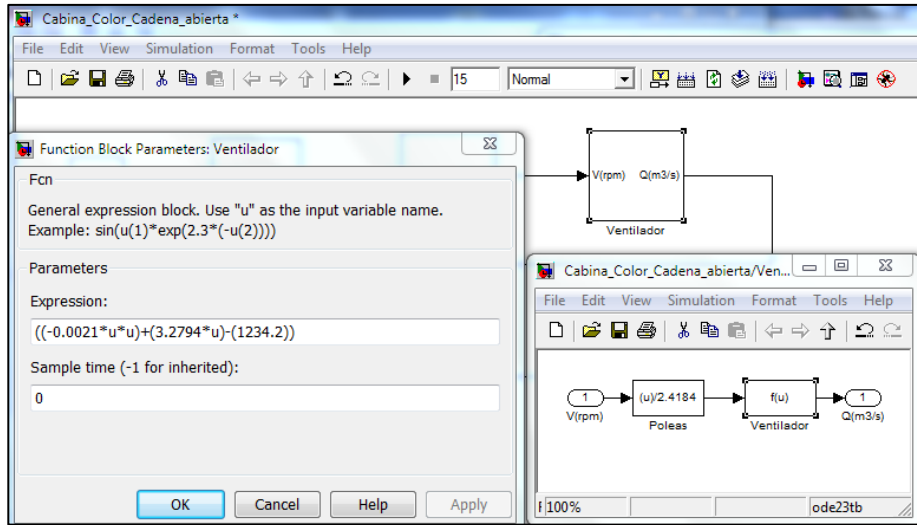 Cabina_Color_Cadena_abierta *
File Edit View Simulation Format Tools Help
15 Normal
V(rpm) Q(m3/s)
Ventilador
Function Block Parameters: Ventilador
Fcn
General expression block. Use "u" as the input variable name.
Example: sin(u(1)*exp(2.3*(-u(2))))
Parameters
Expression:
((-0.0021*u*u)+(3.2794*u)-(1234.2))
Sample time (-1 for inherited):
0
OK Cancel Help Apply
Cabina_Color_Cadena_abierta/Ven...
File Edit View Simulation Format Tools Help
1 (u)/2.4184 f(u) 1
V(rpm) Poleas Ventilador Q(m3/s)
100% ode23tb